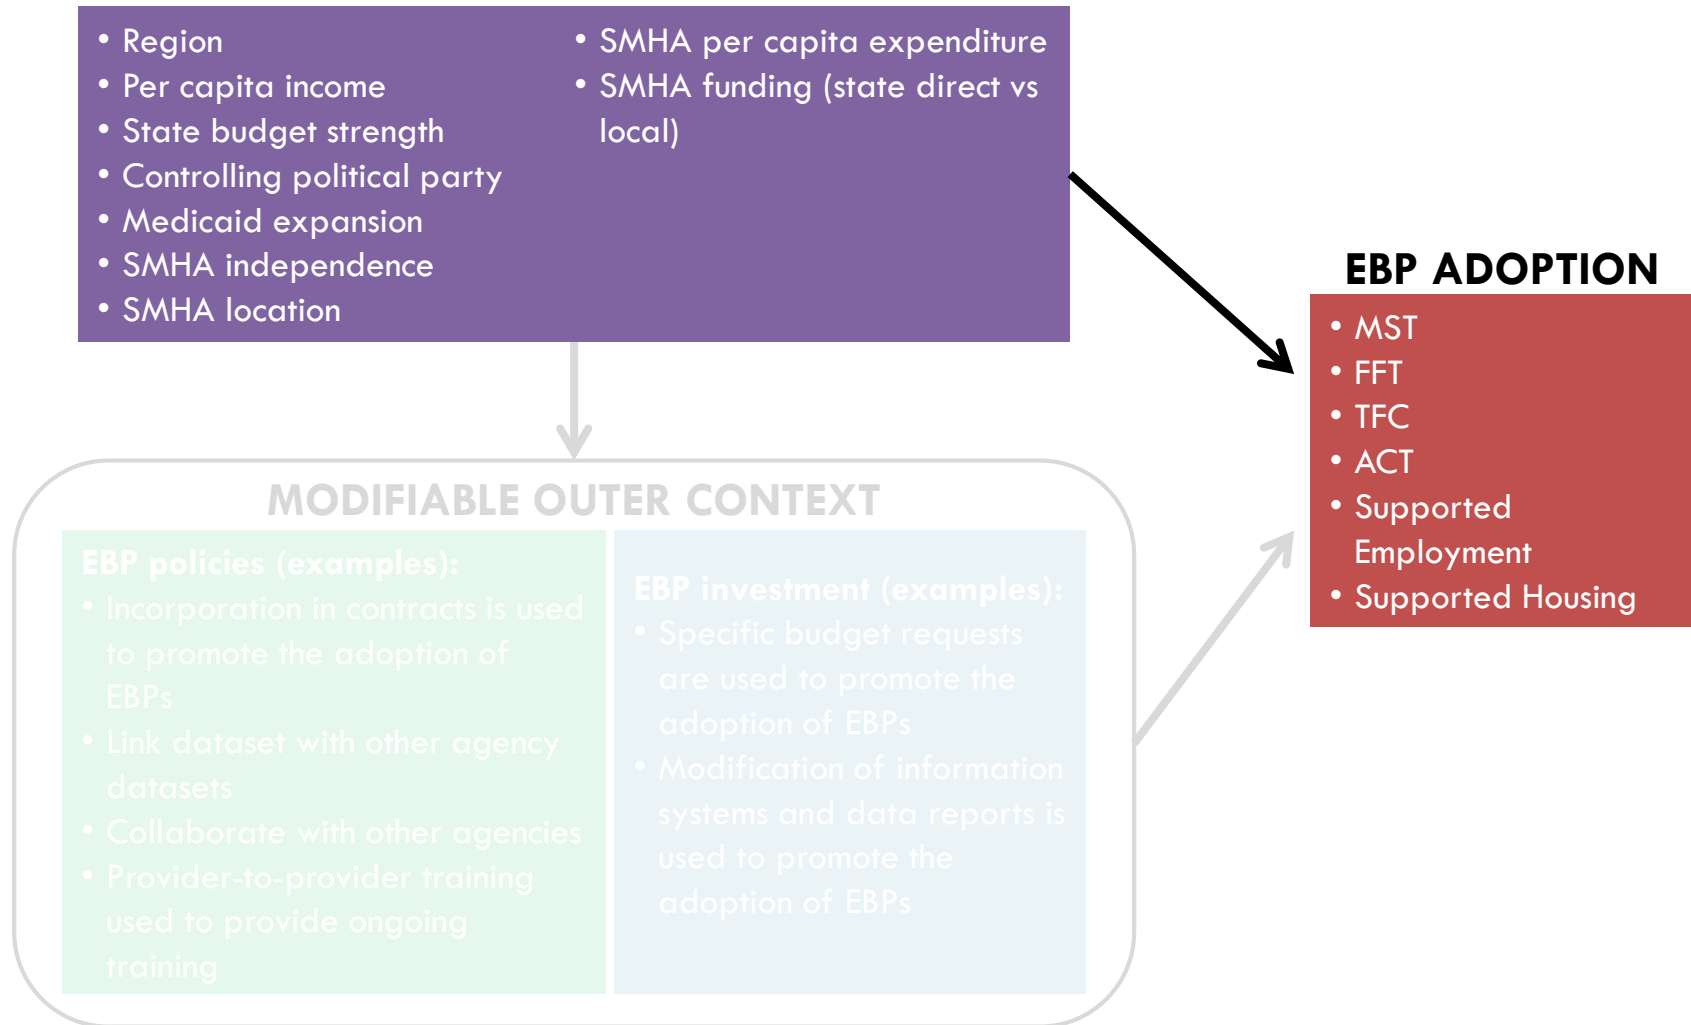 • Region
• Per capita income
• State budget strength
• Controlling political party
• Medicaid expansion
• SMHA independence
• SMHA location
• SMHA per capita expenditure
• SMHA funding (state direct vs
local)
EBP ADOPTION
• MST
• FFT
• TFC
• ACT
• Supported
Employment
• Supported Housing
MODIFIABLE OUTER CONTEXT
EBP policies (examples):
• Incorporation in contracts is used
to promote the adoption of
EBPs
• Link dataset with other agency
datasets
• Collaborate with other agencies
• Provider-to-provider training
used to provide ongoing
training
EBP investment (examples):
• Specific budget requests
are used to promote the
adoption of EBPs
• Modification of information
systems and data reports is
used to promote the
adoption of EBPs